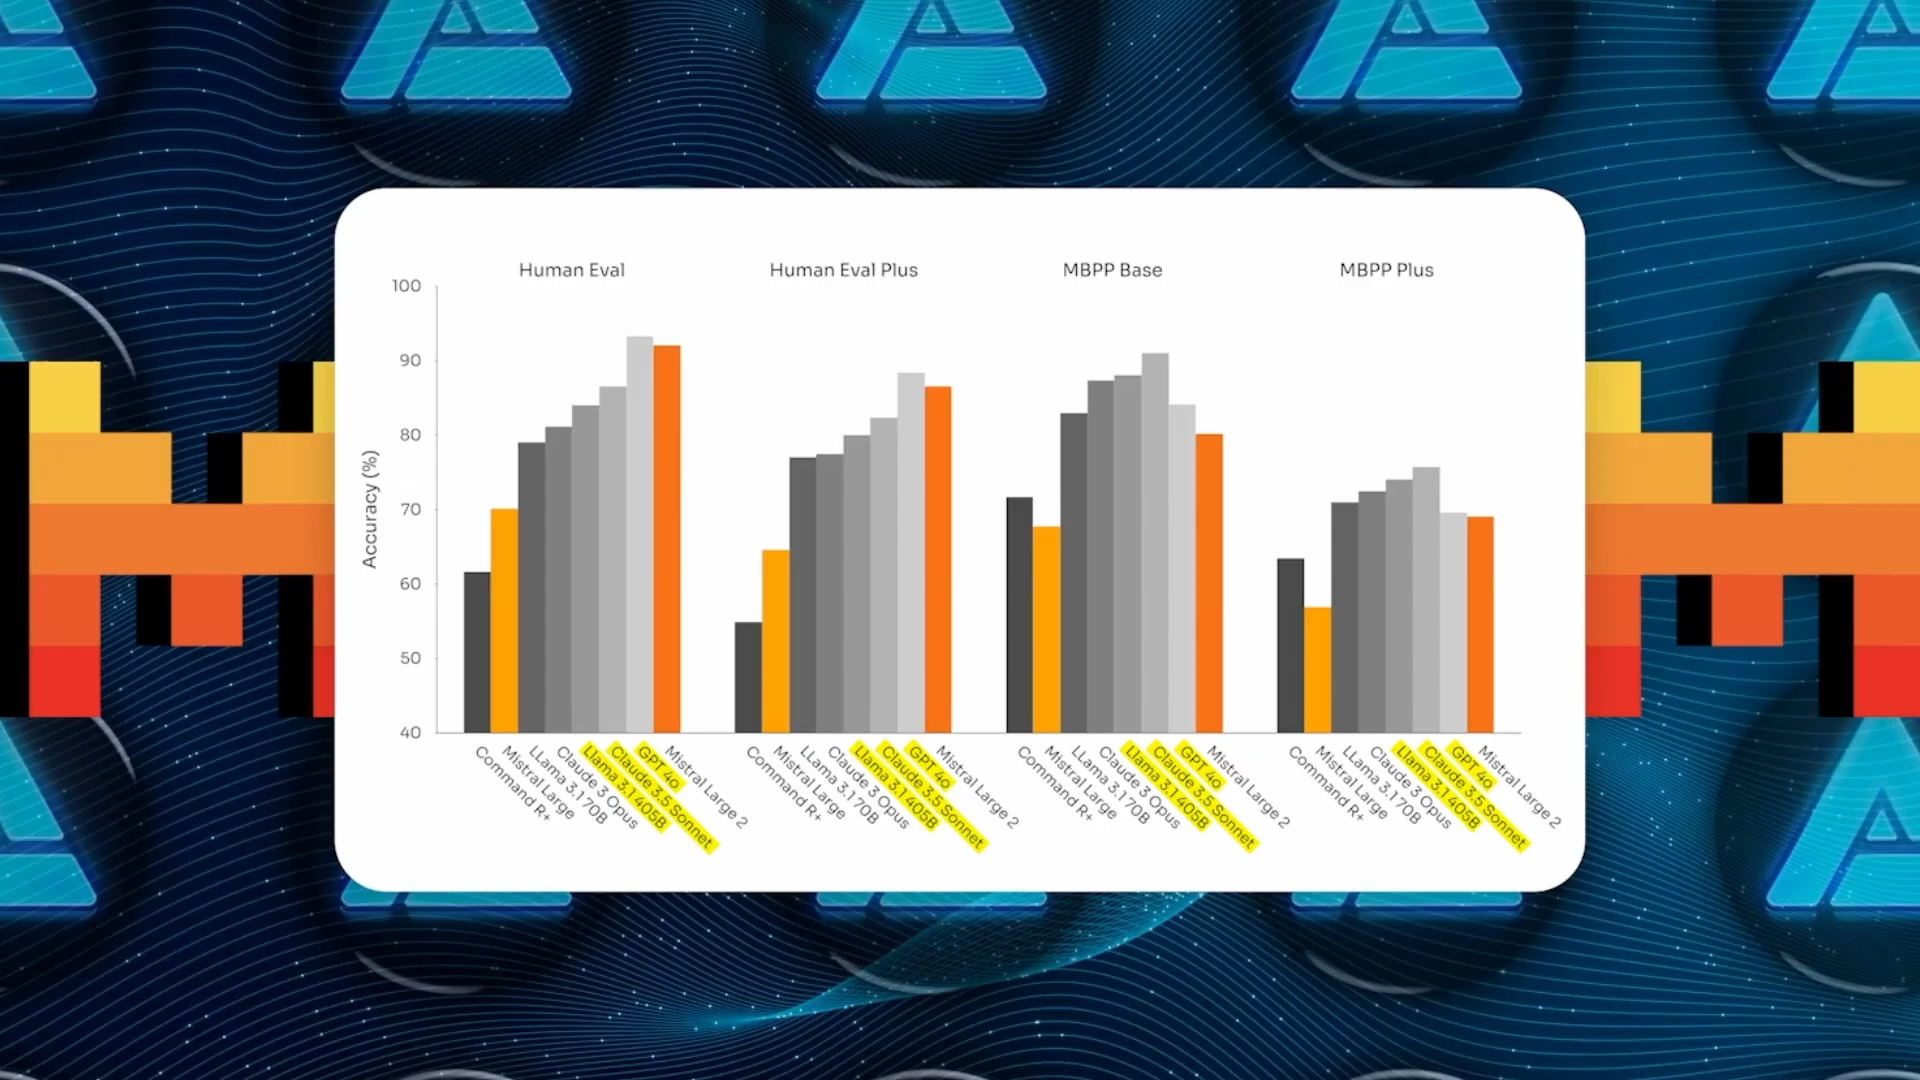 Human Eval
Human Eval Plus
MBPP Base
MBPP Plus
Accuracy (%)
100
90
80
70
60
50
40
Command R+
Mistral Large
LLama 3.1 70B
Claude 3 Opus
Llama 3.1 405B
Claude 3.5 Sonnet
GPT 4o
Mistral Large 2
Command R+
Mistral Large
LLama 3.1 70B
Claude 3 Opus
Llama 3.1 405B
Claude 3.5 Sonnet
GPT 4o
Mistral Large 2
Command R+
Mistral Large
LLama 3.1 70B
Claude 3 Opus
Llama 3.1 405B
Claude 3.5 Sonnet
GPT 4o
Mistral Large 2
Command R+
Mistral Large
LLama 3.1 70B
Claude 3 Opus
Llama 3.1 405B
Claude 3.5 Sonnet
GPT 4o
Mistral Large 2